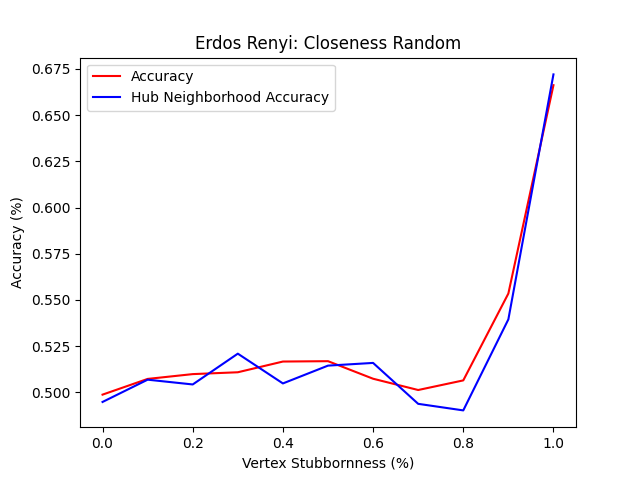 Erdos Renyi: Closeness Random
Accuracy
Hub Neighborhood Accuracy
Accuracy (%)
0.675
0.650
0.625
0.600
0.575
0.550
0.525
0.500
0.0 0.2 0.4 0.6 0.8 1.0
Vertex Stubbornness (%)